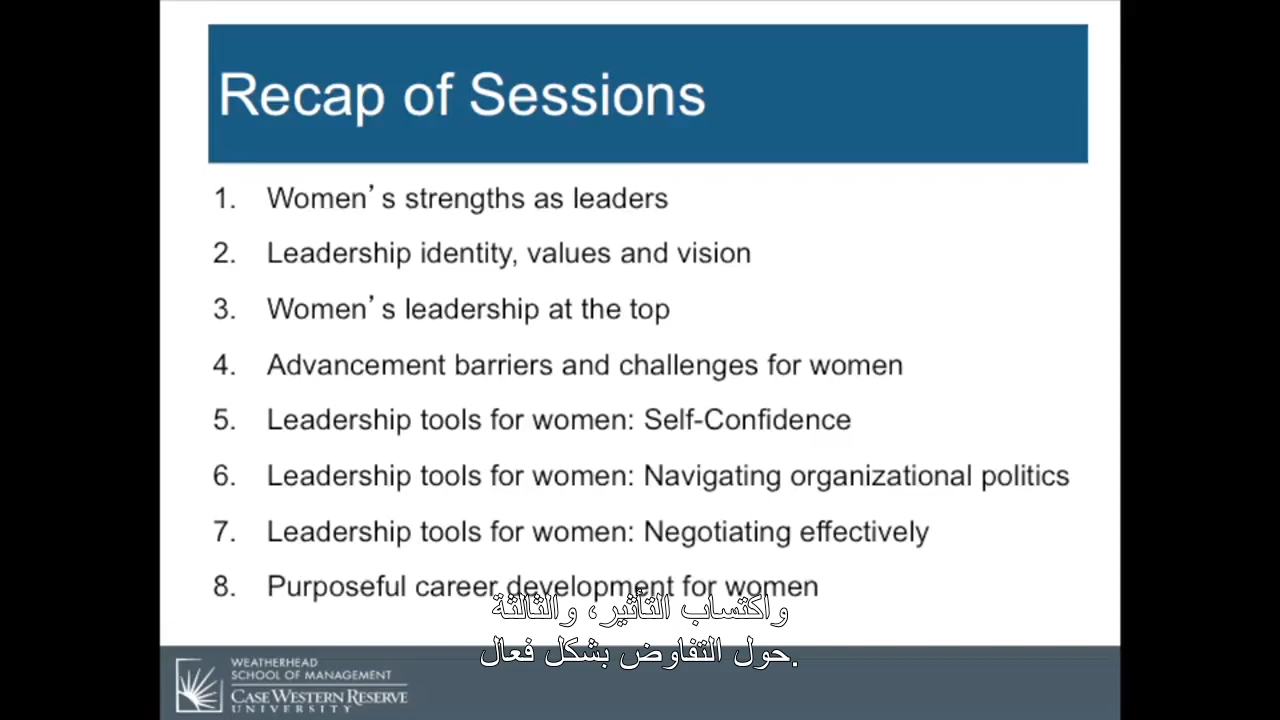 Recap of Sessions
1. Women’s strengths as leaders
2. Leadership identity, values and vision
3. Women’s leadership at the top
4. Advancement barriers and challenges for women
5. Leadership tools for women: Self-Confidence
6. Leadership tools for women: Navigating organizational politics
7. Leadership tools for women: Negotiating effectively
8. Purposeful career development for women
واكتساب التأثير، والثالثة
حول التفاوض بشكل فعال.
WEATHERHEAD
SCHOOL OF MANAGEMENT
CASE WESTERN RESERVE
UNIVERSITY